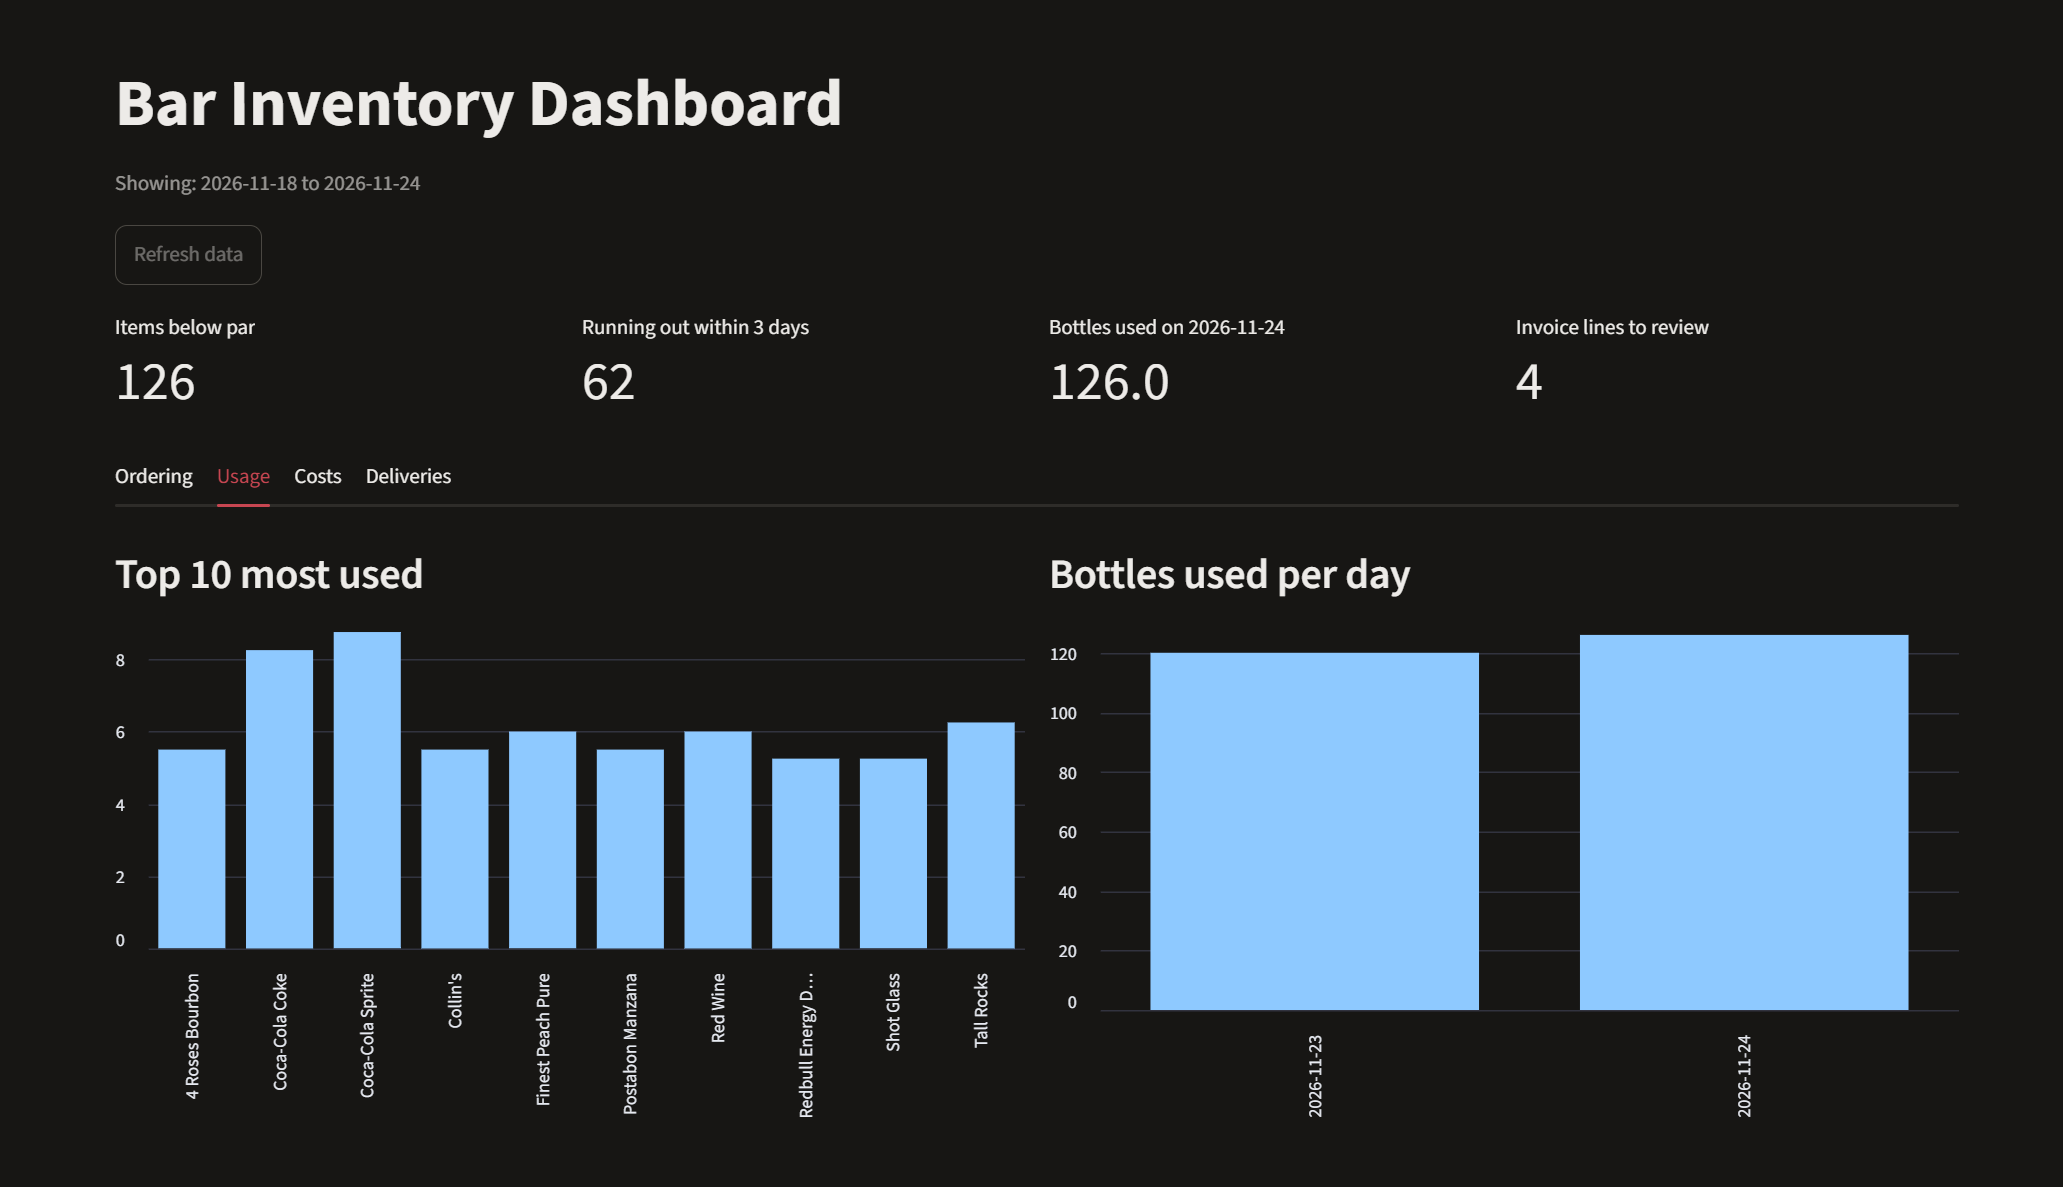 Bar Inventory Dashboard
Showing: 2026-11-18 to 2026-11-24
Refresh data
Items below par
126
Running out within 3 days
62
Bottles used on 2026-11-24
126.0
Invoice lines to review
4
Ordering Usage Costs Deliveries
Top 10 most used
8
6
4
2
0
4 Roses Bourbon
Coca-Cola Coke
Coca-Cola Sprite
Collin's
Finest Peach Pure
Postabon Manzana
Red Wine
Redbull Energy D...
Shot Glass
Tall Rocks
Bottles used per day
120
100
80
60
40
20
0
2026-11-23
2026-11-24